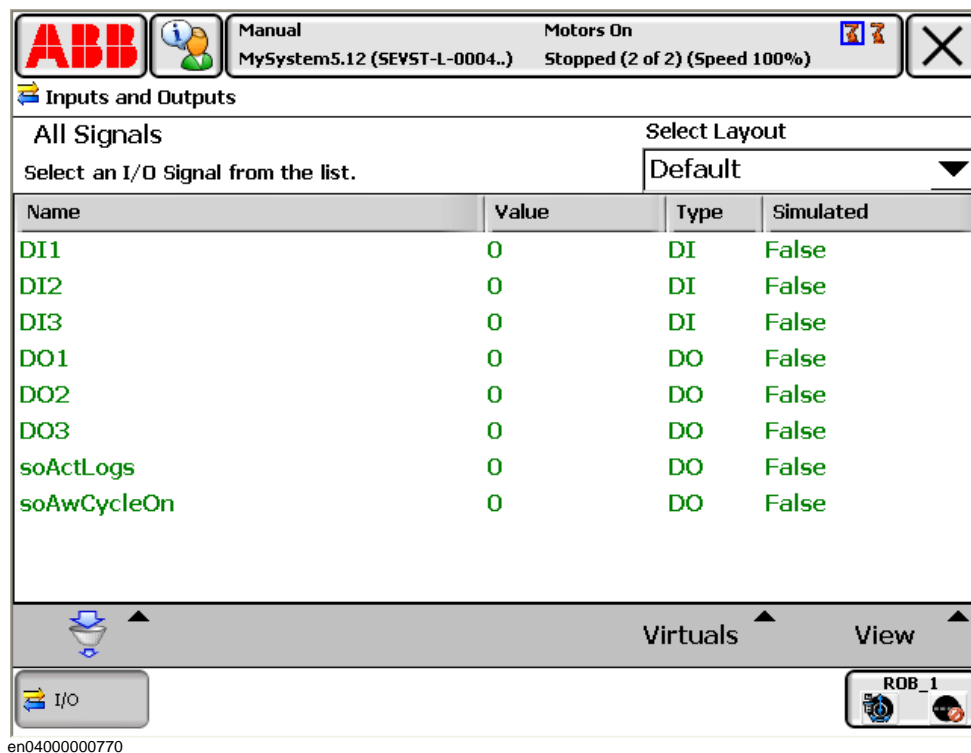 ABB
Manual Motors On
MySystem5.12 (SEVST-L-0004..) Stopped (2 of 2) (Speed 100%)
Inputs and Outputs
All Signals Select Layout
Select an I/O Signal from the list. Default
Name Value Type Simulated
DI1 0 DI False
DI2 0 DI False
DI3 0 DI False
DO1 0 DO False
DO2 0 DO False
DO3 0 DO False
soActLogs 0 DO False
soAwCycleOn 0 DO False
Virtuals View
I/O ROB_1
en04000000770